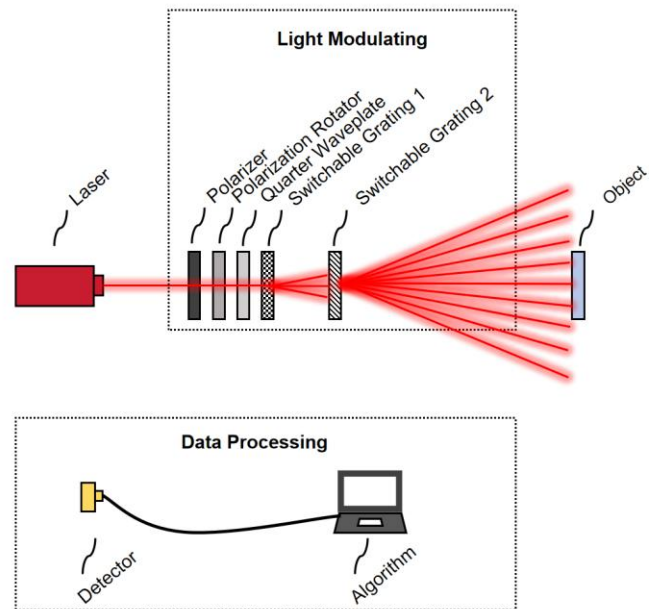 Light Modulating
Laser
Polarizer
Polarization Rotator
Quarter Waveplate
Switchable Grating 1
Switchable Grating 2
Object
Data Processing
Detector
Algorithm